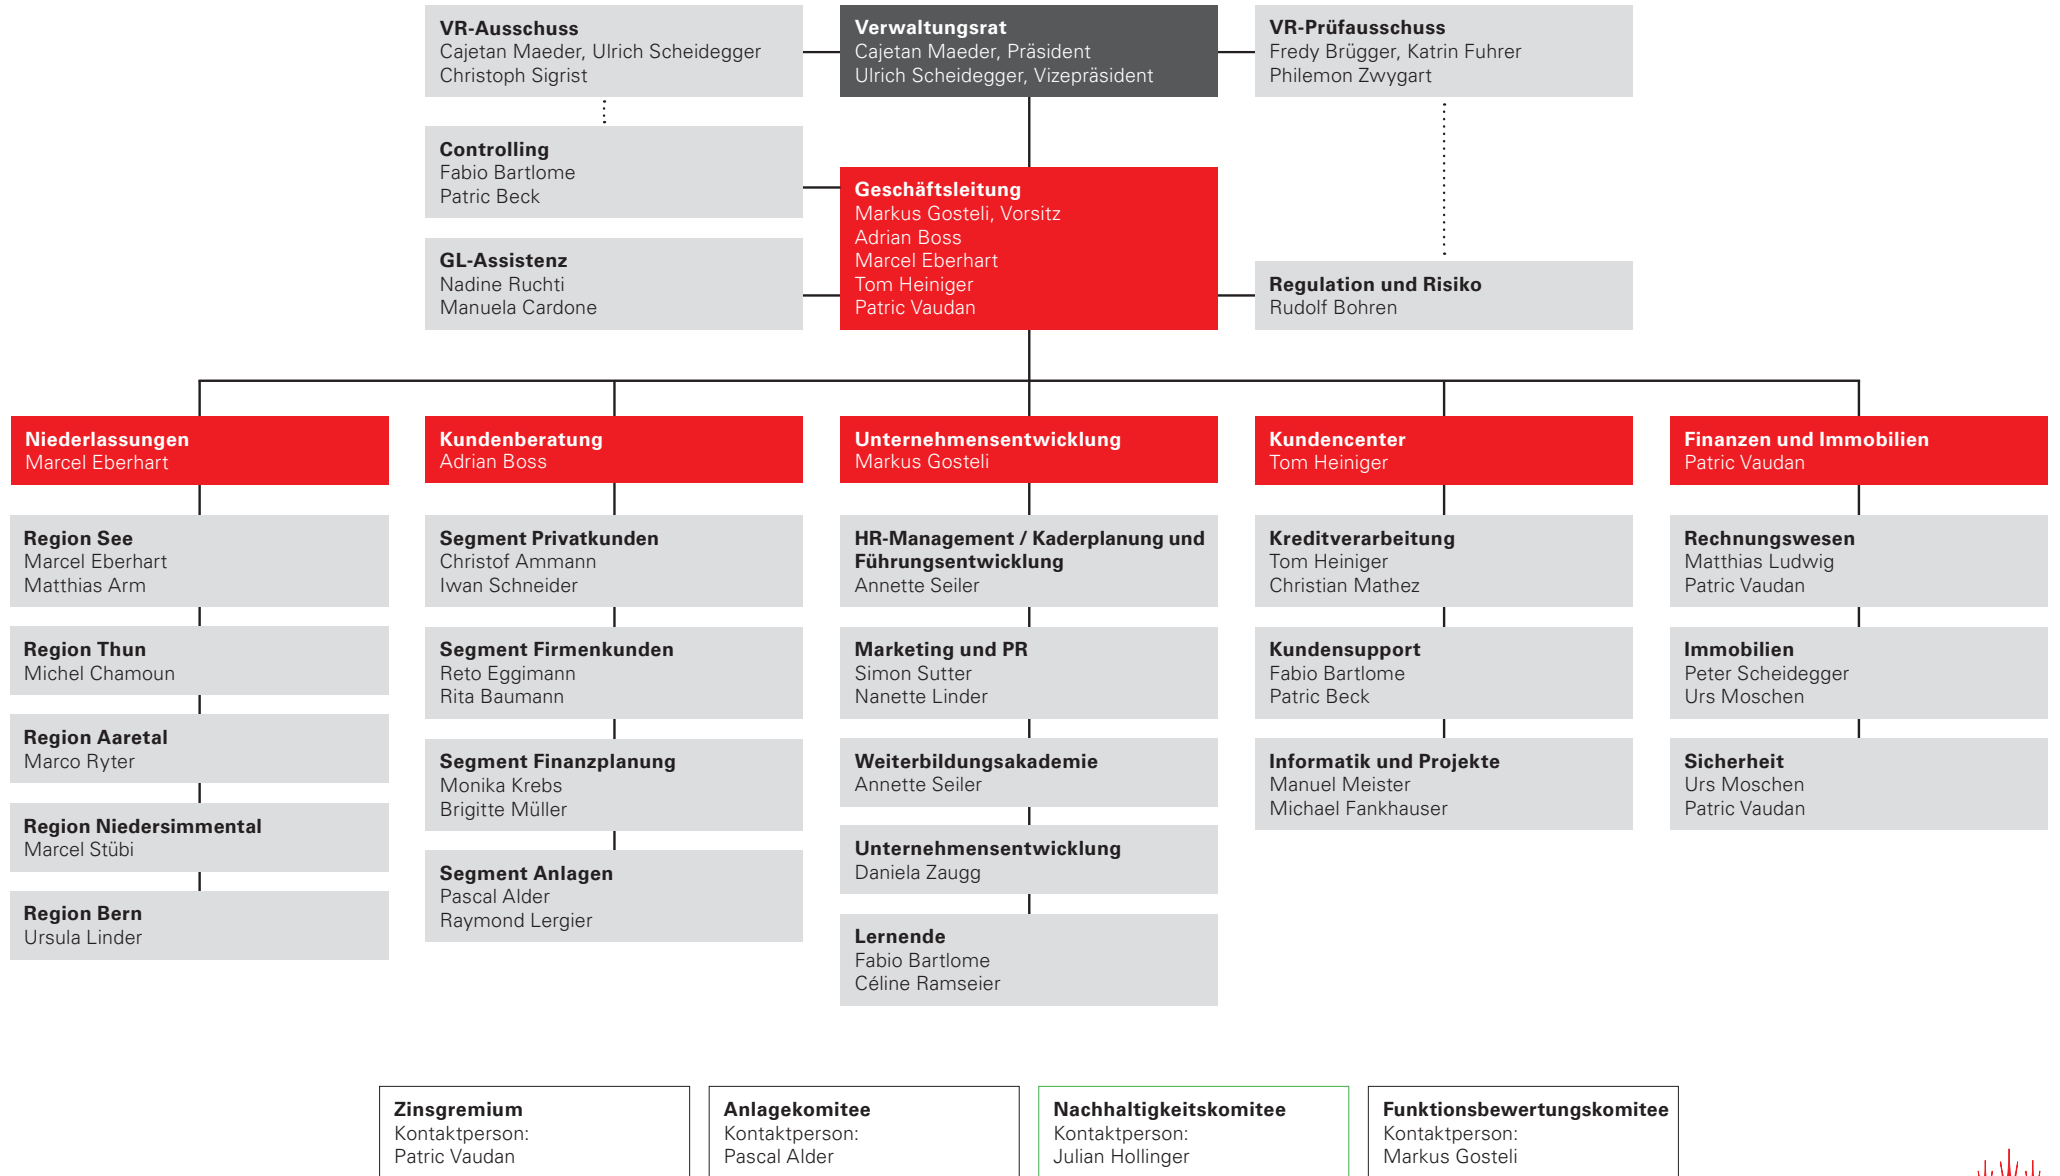 VR-Ausschuss
Cajetan Maeder, Ulrich Scheidegger
Christoph Sigrist
Verwaltungsrat
Cajetan Maeder, Präsident
Ulrich Scheidegger, Vizepräsident
VR-Prüfausschuss
Fredy Brügger, Katrin Fuhrer
Philemon Zwygart
Controlling
Fabio Bartlome
Patric Beck
Geschäftsleitung
Markus Gosteli, Vorsitz
Adrian Boss
Marcel Eberhart
Tom Heiniger
Patric Vaudan
GL-Assistenz
Nadine Ruchti
Manuela Cardone
Regulation und Risiko
Rudolf Bohren
Niederlassungen
Marcel Eberhart
Region See
Marcel Eberhart
Matthias Arm
Region Thun
Michel Chamoun
Region Aaretal
Marco Ryter
Region Niedersimmental
Marcel Stübi
Region Bern
Ursula Linder
Kundenberatung
Adrian Boss
Segment Privatkunden
Christof Ammann
Iwan Schneider
Segment Firmenkunden
Reto Eggimann
Rita Baumann
Segment Finanzplanung
Monika Krebs
Brigitte Müller
Segment Anlagen
Pascal Alder
Raymond Lergier
Unternehmensentwicklung
Markus Gosteli
HR-Management / Kaderplanung und
Führungsentwicklung
Annette Seiler
Marketing und PR
Simon Sutter
Nanette Linder
Weiterbildungsakademie
Annette Seiler
Unternehmensentwicklung
Daniela Zaugg
Lernende
Fabio Bartlome
Céline Ramseier
Kundencenter
Tom Heiniger
Kreditverarbeitung
Tom Heiniger
Christian Mathez
Kundensupport
Fabio Bartlome
Patric Beck
Informatik und Projekte
Manuel Meister
Michael Fankhauser
Finanzen und Immobilien
Patric Vaudan
Rechnungswesen
Matthias Ludwig
Patric Vaudan
Immobilien
Peter Scheidegger
Urs Moschen
Sicherheit
Urs Moschen
Patric Vaudan
Zinsgremium
Kontaktperson:
Patric Vaudan
Anlagekomitee
Kontaktperson:
Pascal Alder
Nachhaltigkeitskomitee
Kontaktperson:
Julian Hollinger
Funktionsbewertungskomitee
Kontaktperson:
Markus Gosteli